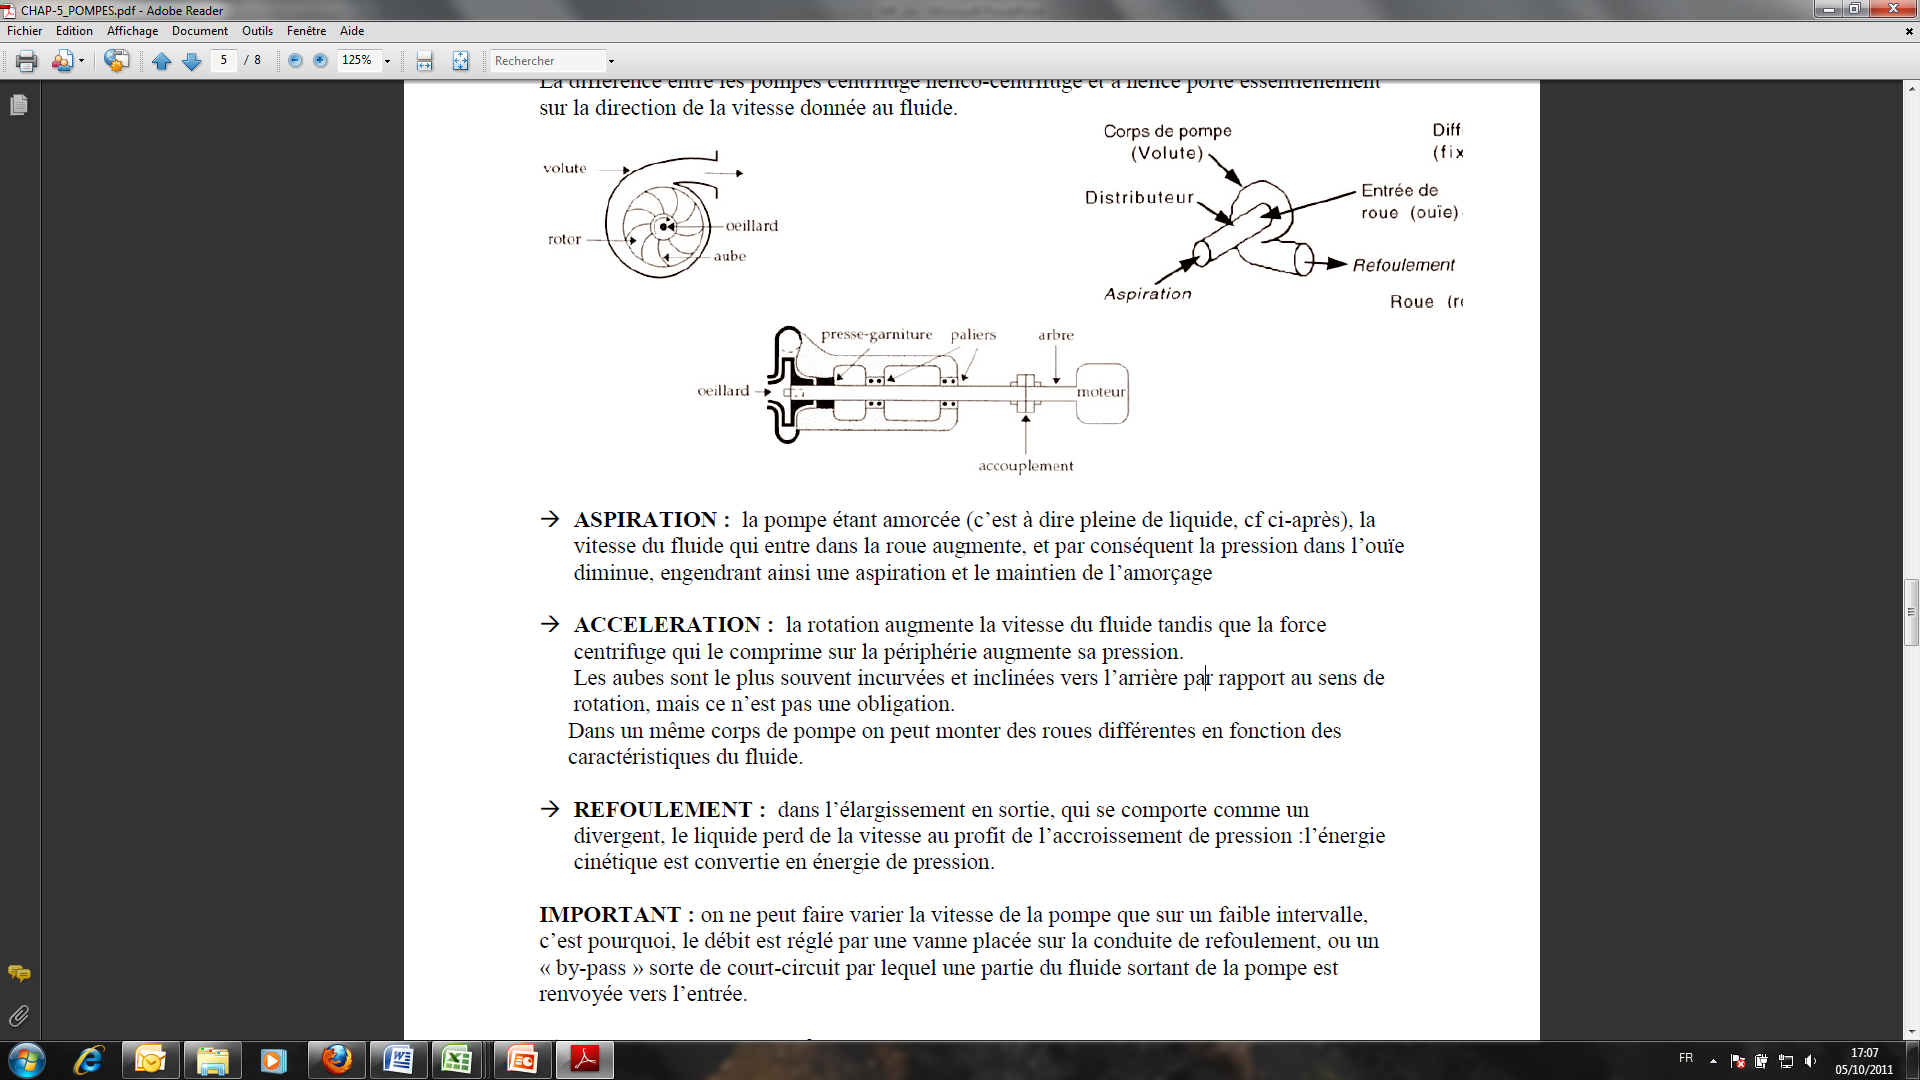 CHAP-5_POMPES.pdf - Adobe Reader
Fichier Edition Affichage Document Outils Fenêtre Aide
5 / 8 125% Rechercher
La différence entre les pompes centrifuge hélico-centrifuge et à hélice porte essentiellement
sur la direction de la vitesse donnée au fluide.
volute
oeillard
rotor
aube
Corps de pompe
(Volute)
Diff
(fix
Distributeur
Entrée de
roue (ouïe)
Refoulement
Aspiration
Roue (r
presse-garniture paliers arbre
oeillard
moteur
accouplement
→ ASPIRATION : la pompe étant amorcée (c’est à dire pleine de liquide, cf ci-après), la
vitesse du fluide qui entre dans la roue augmente, et par conséquent la pression dans l’ouïe
diminue, engendrant ainsi une aspiration et le maintien de l’amorçage
→ ACCELERATION : la rotation augmente la vitesse du fluide tandis que la force
centrifuge qui le comprime sur la périphérie augmente sa pression.
Les aubes sont le plus souvent incurvées et inclinées vers l’arrière par rapport au sens de
rotation, mais ce n’est pas une obligation.
Dans un même corps de pompe on peut monter des roues différentes en fonction des
caractéristiques du fluide.
→ REFOULEMENT : dans l’élargissement en sortie, qui se comporte comme un
divergent, le liquide perd de la vitesse au profit de l’accroissement de pression :l’énergie
cinétique est convertie en énergie de pression.
IMPORTANT : on ne peut faire varier la vitesse de la pompe que sur un faible intervalle,
c’est pourquoi, le débit est réglé par une vanne placée sur la conduite de refoulement, ou un
« by-pass » sorte de court-circuit par lequel une partie du fluide sortant de la pompe est
renvoyée vers l’entrée.
FR
17:07
05/10/2011